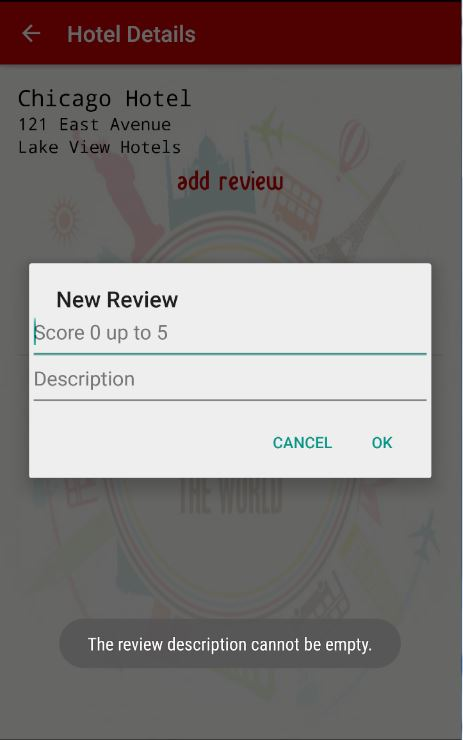 Hotel Details
Chicago Hotel
121 East Avenue
Lake View Hotels
add review
New Review
Score 0 up to 5
Description
CANCEL OK
THE WORLD
The review description cannot be empty.